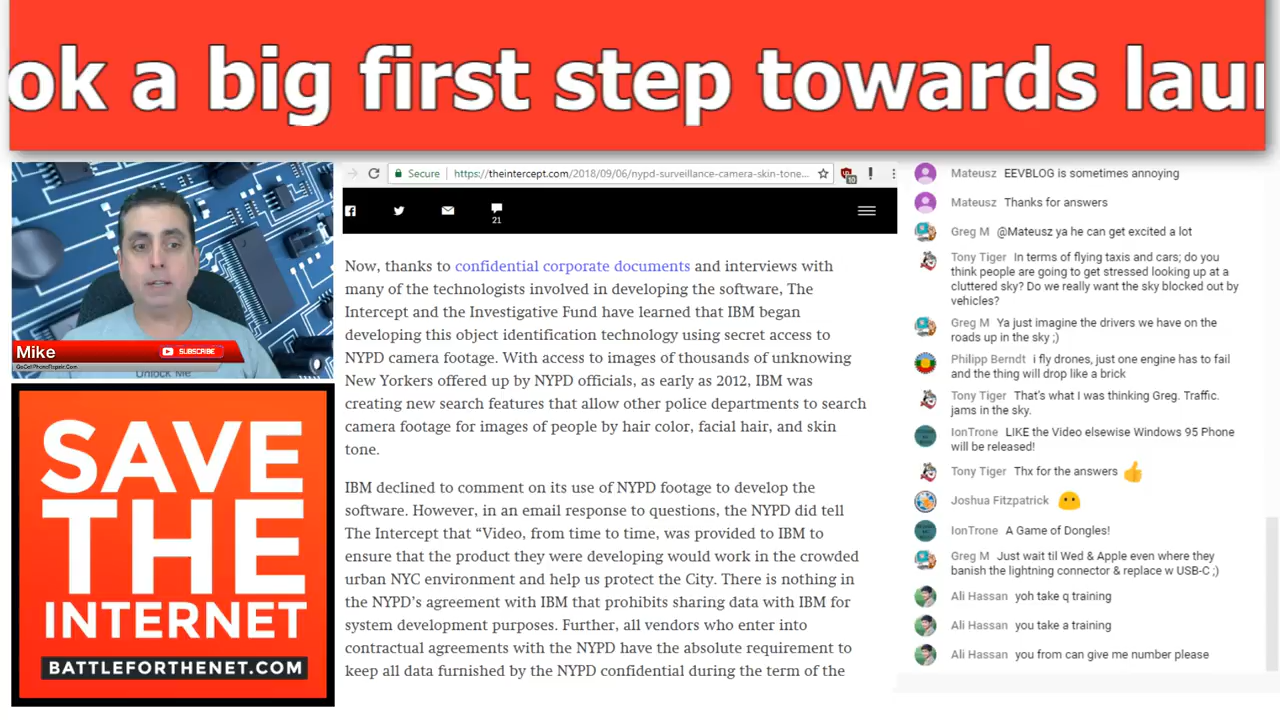 ok a big first step towards lau
Mike
SUBSCRIBE
GoCellPhoneRepair.Com
Unlock Me
SAVE
THE
INTERNET
BATTLEFORTHENET.COM
Secure https://theintercept.com/2018/09/06/nypd-surveillance-camera-skin-tone...
10
21
Now, thanks to confidential corporate documents and interviews with
many of the technologists involved in developing the software, The
Intercept and the Investigative Fund have learned that IBM began
developing this object identification technology using secret access to
NYPD camera footage. With access to images of thousands of unknowing
New Yorkers offered up by NYPD officials, as early as 2012, IBM was
creating new search features that allow other police departments to search
camera footage for images of people by hair color, facial hair, and skin
tone.
IBM declined to comment on its use of NYPD footage to develop the
software. However, in an email response to questions, the NYPD did tell
The Intercept that “Video, from time to time, was provided to IBM to
ensure that the product they were developing would work in the crowded
urban NYC environment and help us protect the City. There is nothing in
the NYPD’s agreement with IBM that prohibits sharing data with IBM for
system development purposes. Further, all vendors who enter into
contractual agreements with the NYPD have the absolute requirement to
keep all data furnished by the NYPD confidential during the term of the
Mateusz EEVBLOG is sometimes annoying
Mateusz Thanks for answers
Greg M @Mateusz ya he can get excited a lot
Tony Tiger In terms of flying taxis and cars; do you
think people are going to get stressed looking up at a
cluttered sky? Do we really want the sky blocked out by
vehicles?
Greg M Ya just imagine the drivers we have on the
roads up in the sky ;)
Philipp Berndt i fly drones, just one engine has to fail
and the thing will drop like a brick
Tony Tiger That's what I was thinking Greg. Traffic.
jams in the sky.
IonTrone LIKE the Video elsewise Windows 95 Phone
will be released!
Tony Tiger Thx for the answers
Joshua Fitzpatrick
IonTrone A Game of Dongles!
Greg M Just wait til Wed & Apple even where they
banish the lightning connector & replace w USB-C ;)
Ali Hassan yoh take q training
Ali Hassan you take a training
Ali Hassan you from can give me number please